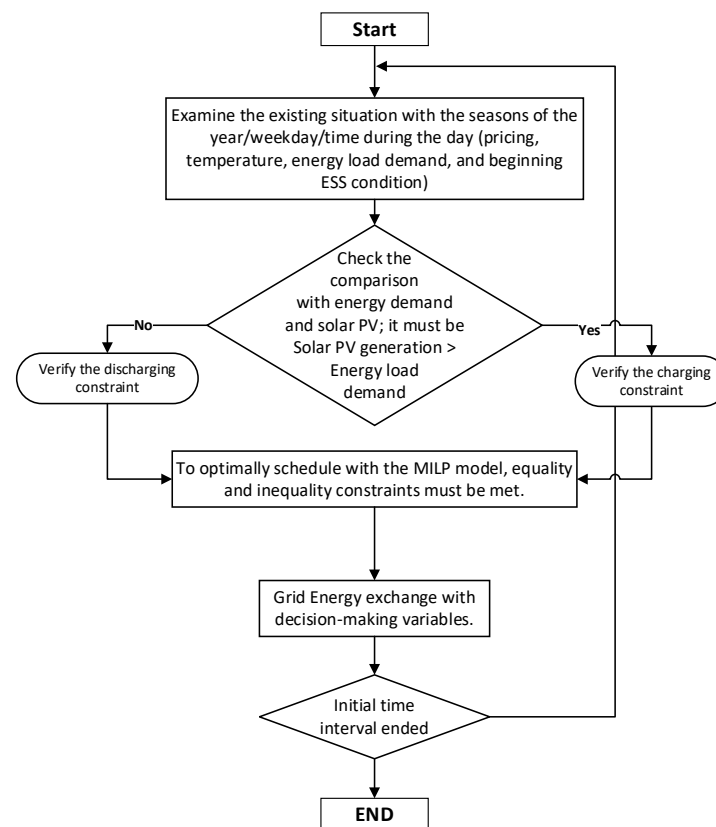 Start
Examine the existing situation with the seasons of the
year/weekday/time during the day (pricing,
temperature, energy load demand, and beginning
ESS condition)
Check the
comparison
with energy demand
and solar PV; it must be
Solar PV generation >
Energy load
demand
No
Yes
Verify the discharging
constraint
Verify the charging
constraint
To optimally schedule with the MILP model, equality
and inequality constraints must be met.
Grid Energy exchange with
decision-making variables.
Initial time
interval ended
END